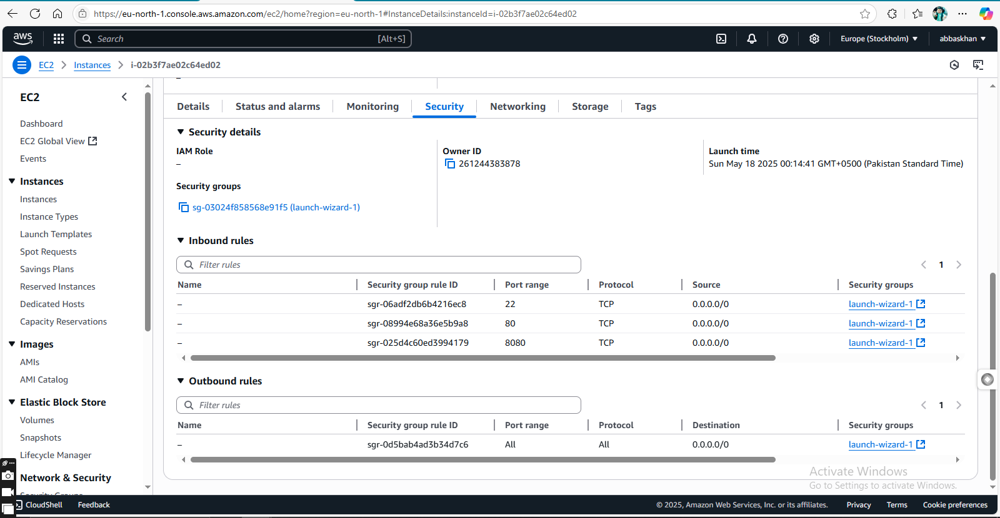 https://eu-north-1.console.aws.amazon.com/ec2/home?region=eu-north-1#InstanceDetails:instanceId=i-02b3f7ae02c64ed02
aws
Search [Alt+S]
Europe (Stockholm)
abbaskhan
EC2 > Instances > i-02b3f7ae02c64ed02
EC2
Dashboard
EC2 Global View
Events
Instances
Instances
Instance Types
Launch Templates
Spot Requests
Savings Plans
Reserved Instances
Dedicated Hosts
Capacity Reservations
Images
AMIs
AMI Catalog
Elastic Block Store
Volumes
Snapshots
Lifecycle Manager
Network & Security
Security Groups
–
Details Status and alarms Monitoring Security Networking Storage Tags
Security details
IAM Role
–
Owner ID
261244383878
Launch time
Sun May 18 2025 00:14:41 GMT+0500 (Pakistan Standard Time)
Security groups
sg-03024f858568e91f5 (launch-wizard-1)
Inbound rules
Filter rules
1
Name Security group rule ID Port range Protocol Source Security groups
– sgr-06adf2db6b4216ec8 22 TCP 0.0.0.0/0 launch-wizard-1
– sgr-08994e68a36e5b9a8 80 TCP 0.0.0.0/0 launch-wizard-1
– sgr-025d4c60ed3994179 8080 TCP 0.0.0.0/0 launch-wizard-1
Outbound rules
Filter rules
1
Name Security group rule ID Port range Protocol Destination Security groups
– sgr-0d5bab4ad3b34d7c6 All All 0.0.0.0/0 launch-wizard-1
Activate Windows
Go to Settings to activate Windows.
CloudShell Feedback
© 2025, Amazon Web Services, Inc. or its affiliates. Privacy Terms Cookie preferences